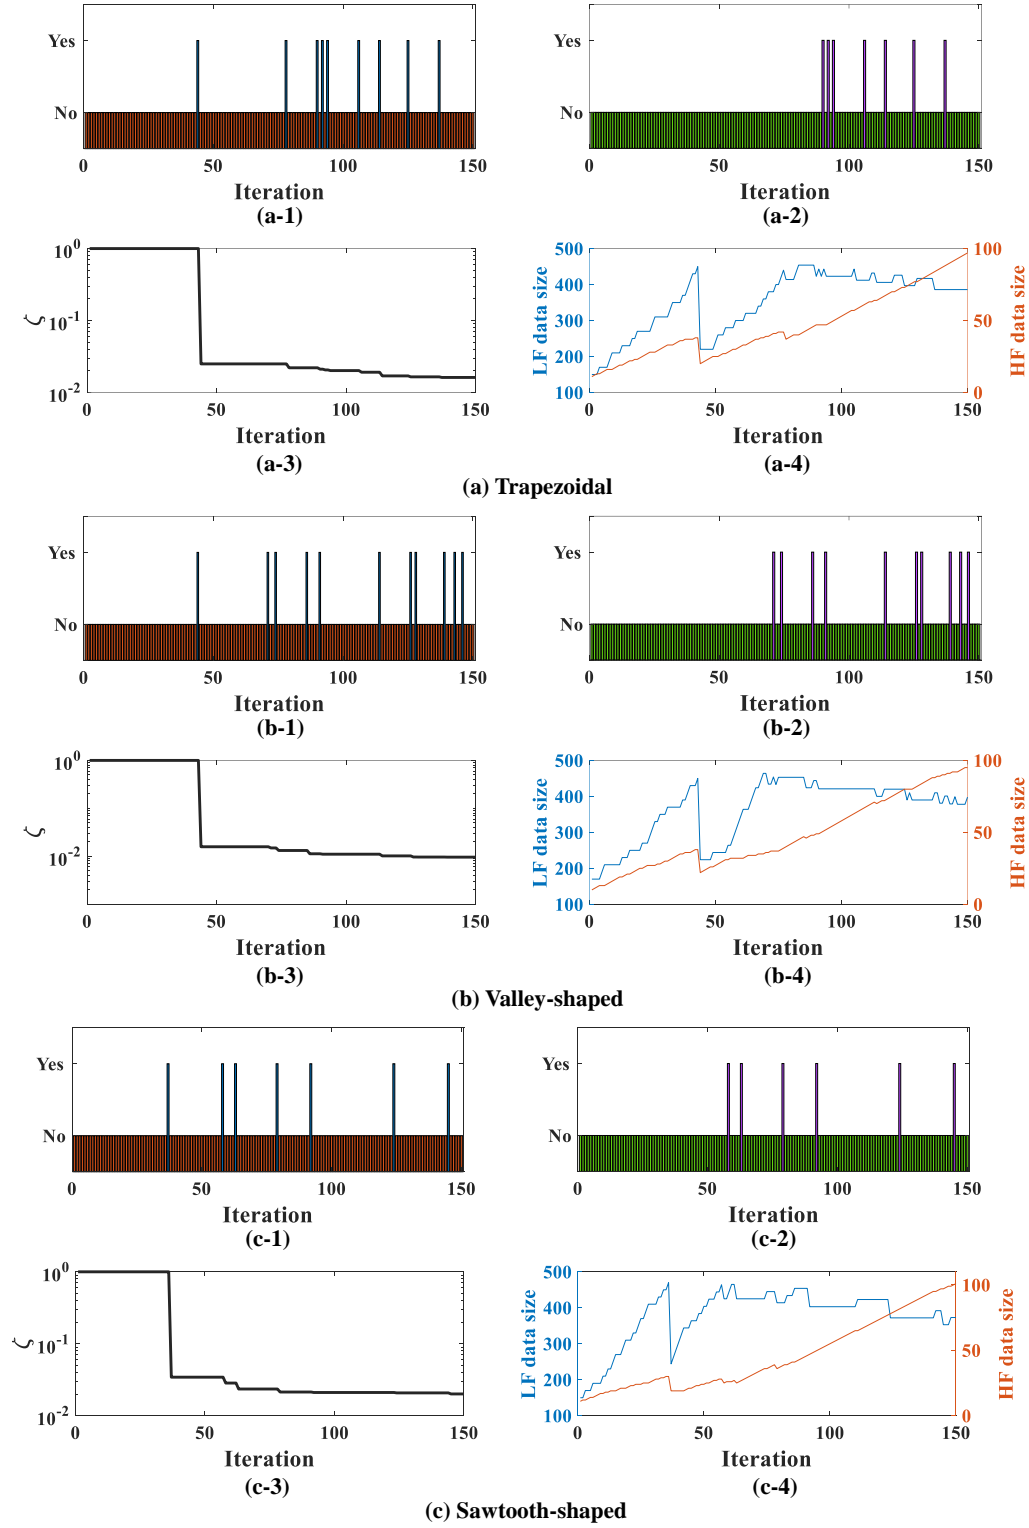 Yes
No
0 50 100 150
Iteration
(a-1)
Yes
No
0 50 100 150
Iteration
(a-2)
10^0
10^-1
10^-2
ζ
0 50 100 150
Iteration
(a-3)
500
400
300
200
100
LF data size
100
50
0
HF data size
0 50 100 150
Iteration
(a-4)
(a) Trapezoidal
Yes
No
0 50 100 150
Iteration
(b-1)
Yes
No
0 50 100 150
Iteration
(b-2)
10^0
10^-2
ζ
0 50 100 150
Iteration
(b-3)
500
400
300
200
100
LF data size
100
50
0
HF data size
0 50 100 150
Iteration
(b-4)
(b) Valley-shaped
Yes
No
0 50 100 150
Iteration
(c-1)
Yes
No
0 50 100 150
Iteration
(c-2)
10^0
10^-1
10^-2
ζ
0 50 100 150
Iteration
(c-3)
500
400
300
200
100
LF data size
100
50
0
HF data size
0 50 100 150
Iteration
(c-4)
(c) Sawtooth-shaped